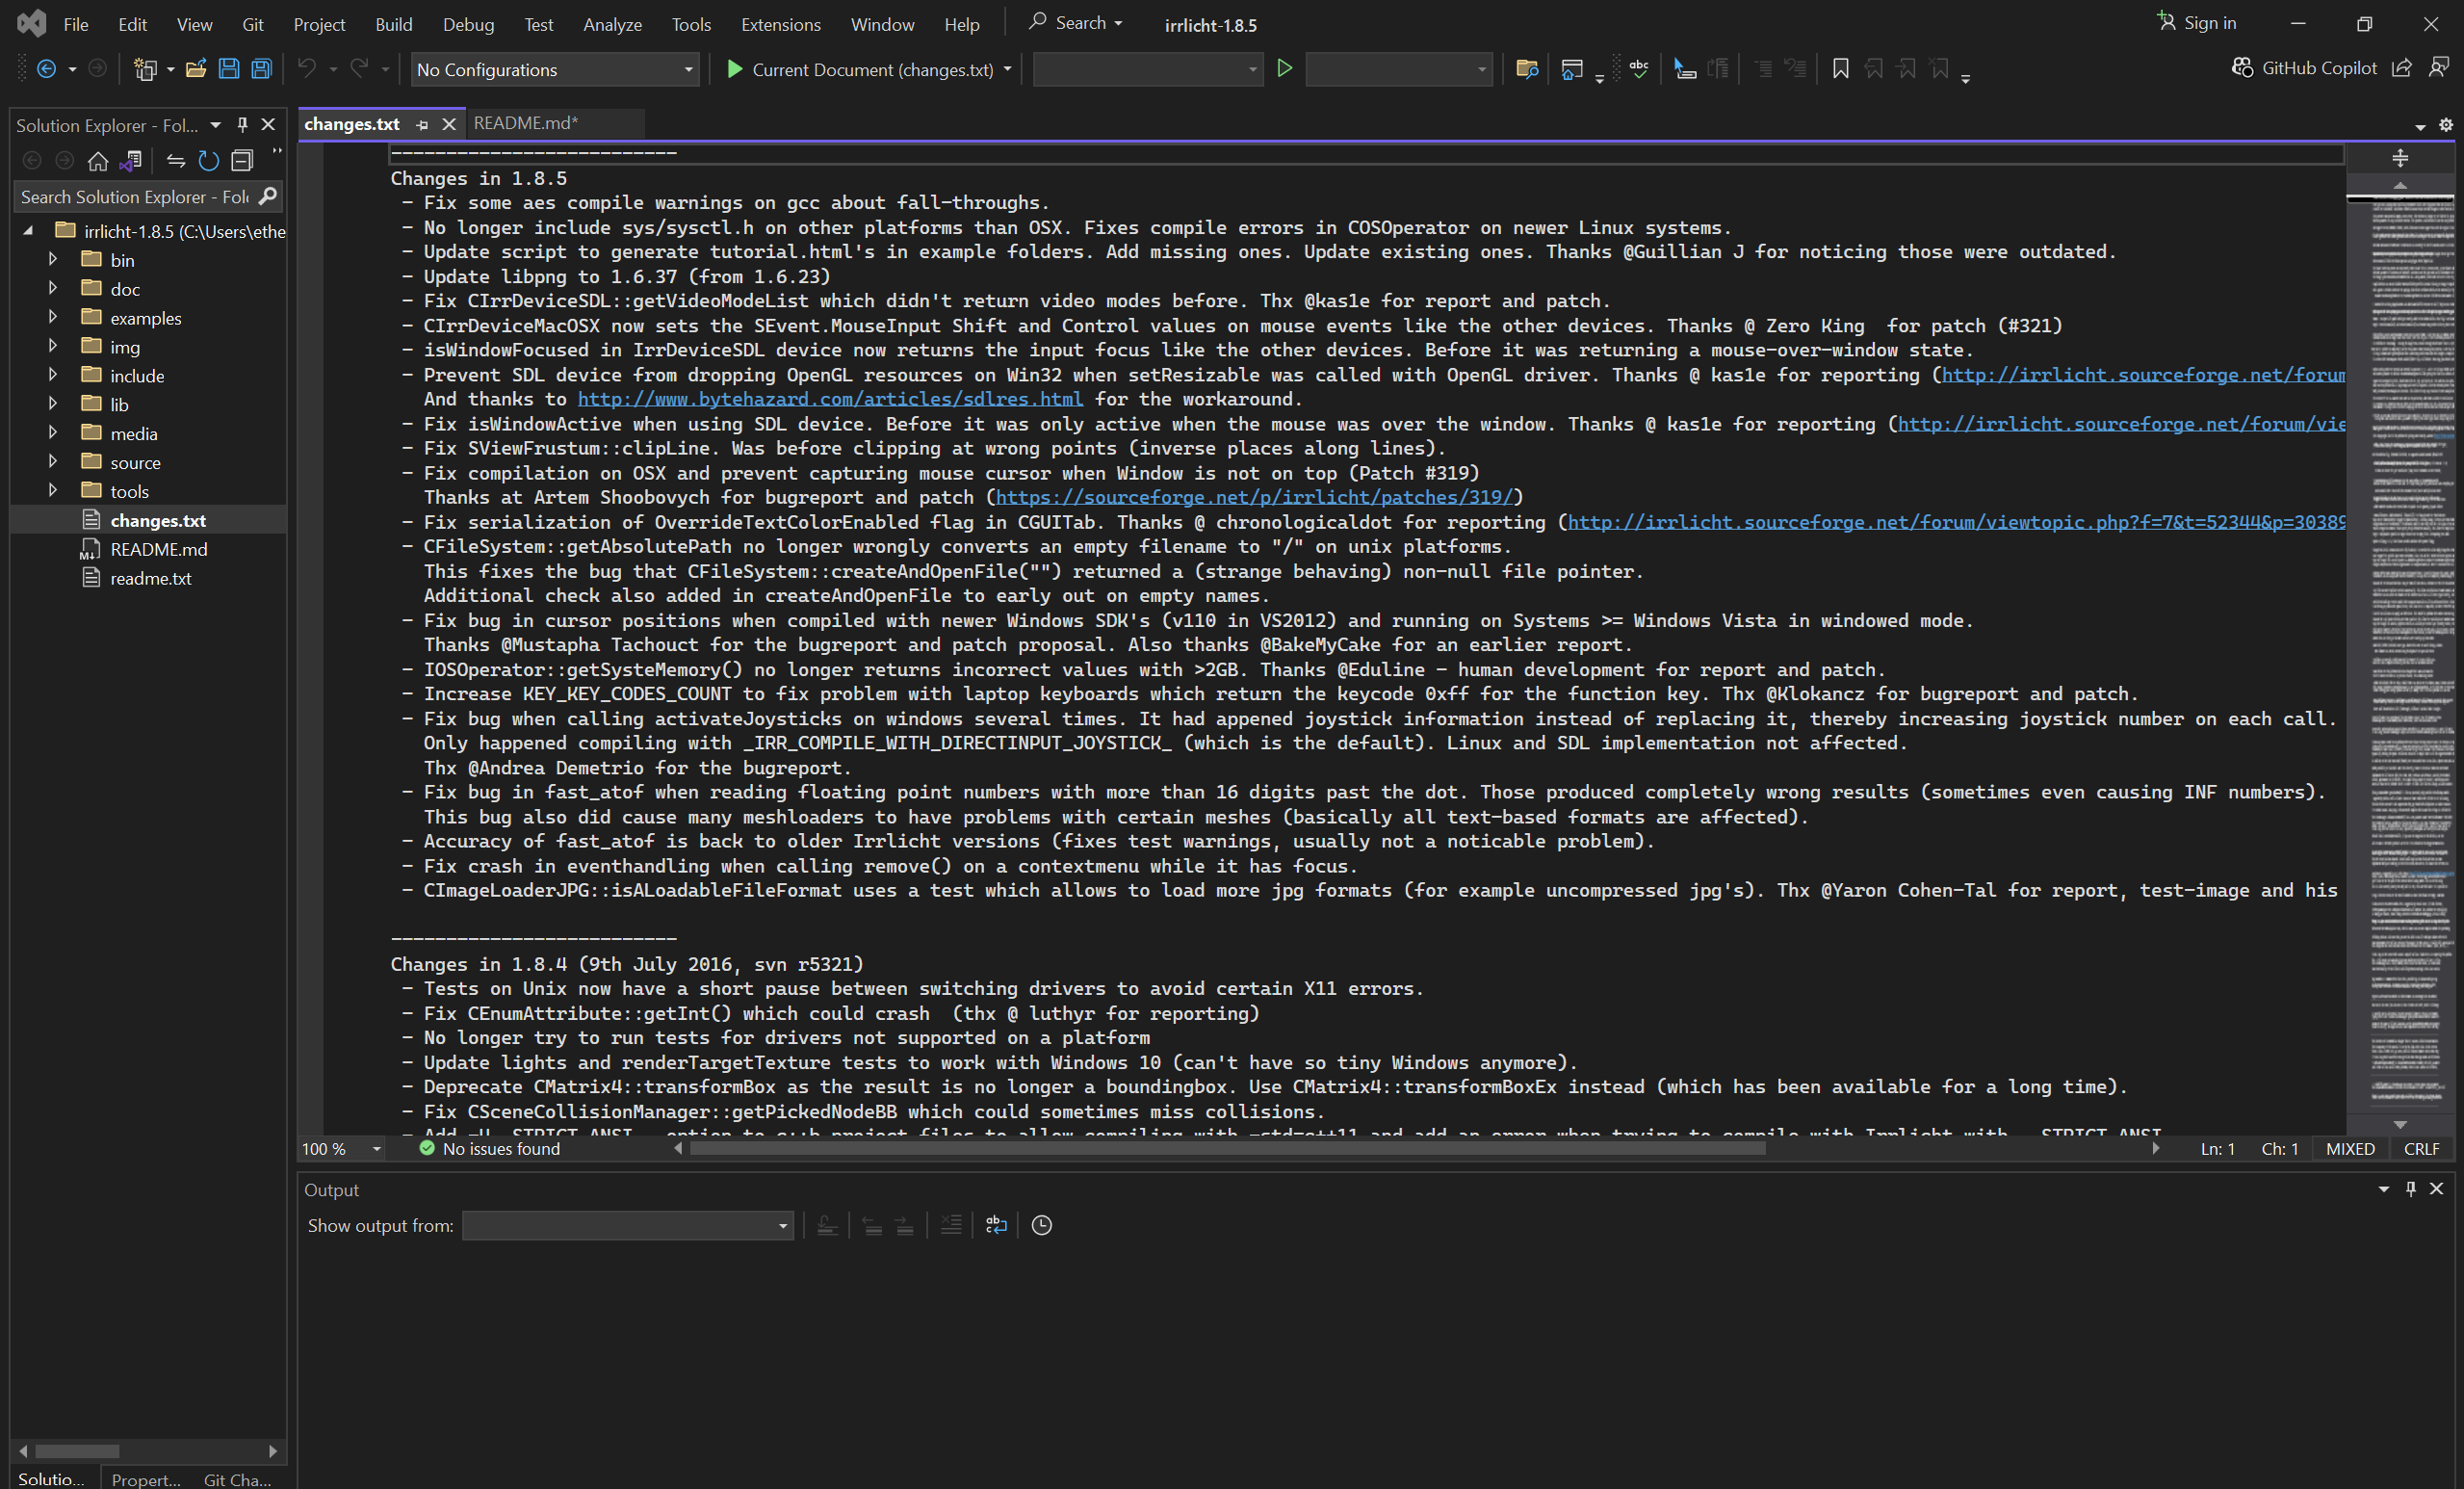 File Edit View Git Project Build Debug Test Analyze Tools Extensions Window Help Search irrlicht-1.8.5 Sign in
No Configurations Current Document (changes.txt) abc GitHub Copilot
Solution Explorer - Fol...
Search Solution Explorer - Fol
irrlicht-1.8.5 (C:\Users\ethe
bin
doc
examples
img
include
lib
media
source
tools
changes.txt
README.md
readme.txt
Solutio... Propert... Git Cha...
changes.txt README.md*
--------------------------
Changes in 1.8.5
- Fix some aes compile warnings on gcc about fall-throughs.
- No longer include sys/sysctl.h on other platforms than OSX. Fixes compile errors in COSOperator on newer Linux systems.
- Update script to generate tutorial.html's in example folders. Add missing ones. Update existing ones. Thanks @Guillian J for noticing those were outdated.
- Update libpng to 1.6.37 (from 1.6.23)
- Fix CIrrDeviceSDL::getVideoModeList which didn't return video modes before. Thx @kas1e for report and patch.
- CIrrDeviceMacOSX now sets the SEvent.MouseInput Shift and Control values on mouse events like the other devices. Thanks @ Zero King  for patch (#321)
- isWindowFocused in IrrDeviceSDL device now returns the input focus like the other devices. Before it was returning a mouse-over-window state.
- Prevent SDL device from dropping OpenGL resources on Win32 when setResizable was called with OpenGL driver. Thanks @ kas1e for reporting (http://irrlicht.sourceforge.net/forum
And thanks to http://www.bytehazard.com/articles/sdlres.html for the workaround.
- Fix isWindowActive when using SDL device. Before it was only active when the mouse was over the window. Thanks @ kas1e for reporting (http://irrlicht.sourceforge.net/forum/vie
- Fix SViewFrustum::clipLine. Was before clipping at wrong points (inverse places along lines).
- Fix compilation on OSX and prevent capturing mouse cursor when Window is not on top (Patch #319)
Thanks at Artem Shoobovych for bugreport and patch (https://sourceforge.net/p/irrlicht/patches/319/)
- Fix serialization of OverrideTextColorEnabled flag in CGUITab. Thanks @ chronologicaldot for reporting (http://irrlicht.sourceforge.net/forum/viewtopic.php?f=7&t=52344&p=30389
- CFileSystem::getAbsolutePath no longer wrongly converts an empty filename to "/" on unix platforms.
This fixes the bug that CFileSystem::createAndOpenFile("") returned a (strange behaving) non-null file pointer.
Additional check also added in createAndOpenFile to early out on empty names.
- Fix bug in cursor positions when compiled with newer Windows SDK's (v110 in VS2012) and running on Systems >= Windows Vista in windowed mode.
Thanks @Mustapha Tachouct for the bugreport and patch proposal. Also thanks @BakeMyCake for an earlier report.
- IOSOperator::getSysteMemory() no longer returns incorrect values with >2GB. Thanks @Eduline - human development for report and patch.
- Increase KEY_KEY_CODES_COUNT to fix problem with laptop keyboards which return the keycode 0xff for the function key. Thx @Klokancz for bugreport and patch.
- Fix bug when calling activateJoysticks on windows several times. It had appened joystick information instead of replacing it, thereby increasing joystick number on each call.
Only happened compiling with _IRR_COMPILE_WITH_DIRECTINPUT_JOYSTICK_ (which is the default). Linux and SDL implementation not affected.
Thx @Andrea Demetrio for the bugreport.
- Fix bug in fast_atof when reading floating point numbers with more than 16 digits past the dot. Those produced completely wrong results (sometimes even causing INF numbers).
This bug also did cause many meshloaders to have problems with certain meshes (basically all text-based formats are affected).
- Accuracy of fast_atof is back to older Irrlicht versions (fixes test warnings, usually not a noticable problem).
- Fix crash in eventhandling when calling remove() on a contextmenu while it has focus.
- CImageLoaderJPG::isALoadableFileFormat uses a test which allows to load more jpg formats (for example uncompressed jpg's). Thx @Yaron Cohen-Tal for report, test-image and his
--------------------------
Changes in 1.8.4 (9th July 2016, svn r5321)
- Tests on Unix now have a short pause between switching drivers to avoid certain X11 errors.
- Fix CEnumAttribute::getInt() which could crash  (thx @ luthyr for reporting)
- No longer try to run tests for drivers not supported on a platform
- Update lights and renderTargetTexture tests to work with Windows 10 (can't have so tiny Windows anymore).
- Deprecate CMatrix4::transformBox as the result is no longer a boundingbox. Use CMatrix4::transformBoxEx instead (which has been available for a long time).
- Fix CSceneCollisionManager::getPickedNodeBB which could sometimes miss collisions.
- Add -U__STRICT_ANSI__ option to c::b project files to allow compiling with -std=c++11 and add an error when trying to compile with Irrlicht with __STRICT_ANSI__
100 % No issues found Ln: 1 Ch: 1 MIXED CRLF
Output
Show output from: